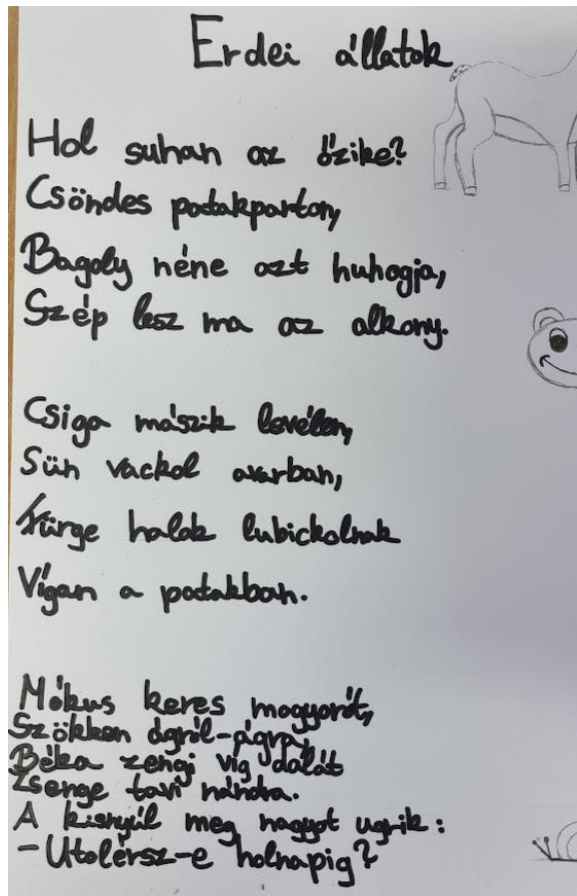 Erdei állatok
Hol suhan az őzike?
Csöndes patakparton,
Bagoly néne azt huhogja,
Szép lesz ma az alkony.
Csiga mászik levélen,
Sün vackol avarban,
Fürge halak lubickolnak
Vígan a patakban.
Mókus keres mogyorót,
Szökken ágról-ágra,
Béka zengi víg dalát
Zsenge tavi nádra.
A kisnyúl meg nagyot ugrik:
- Utolérsz-e holnapig?